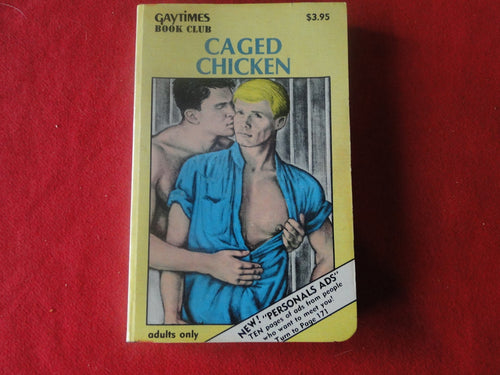 GAYTIMES
BOOK CLUB
$3.95
CAGED
CHICKEN
NEW! "PERSONALS ADS"
TEN pages of ads from people
who want to meet you!
Turn to Page 171
adults only